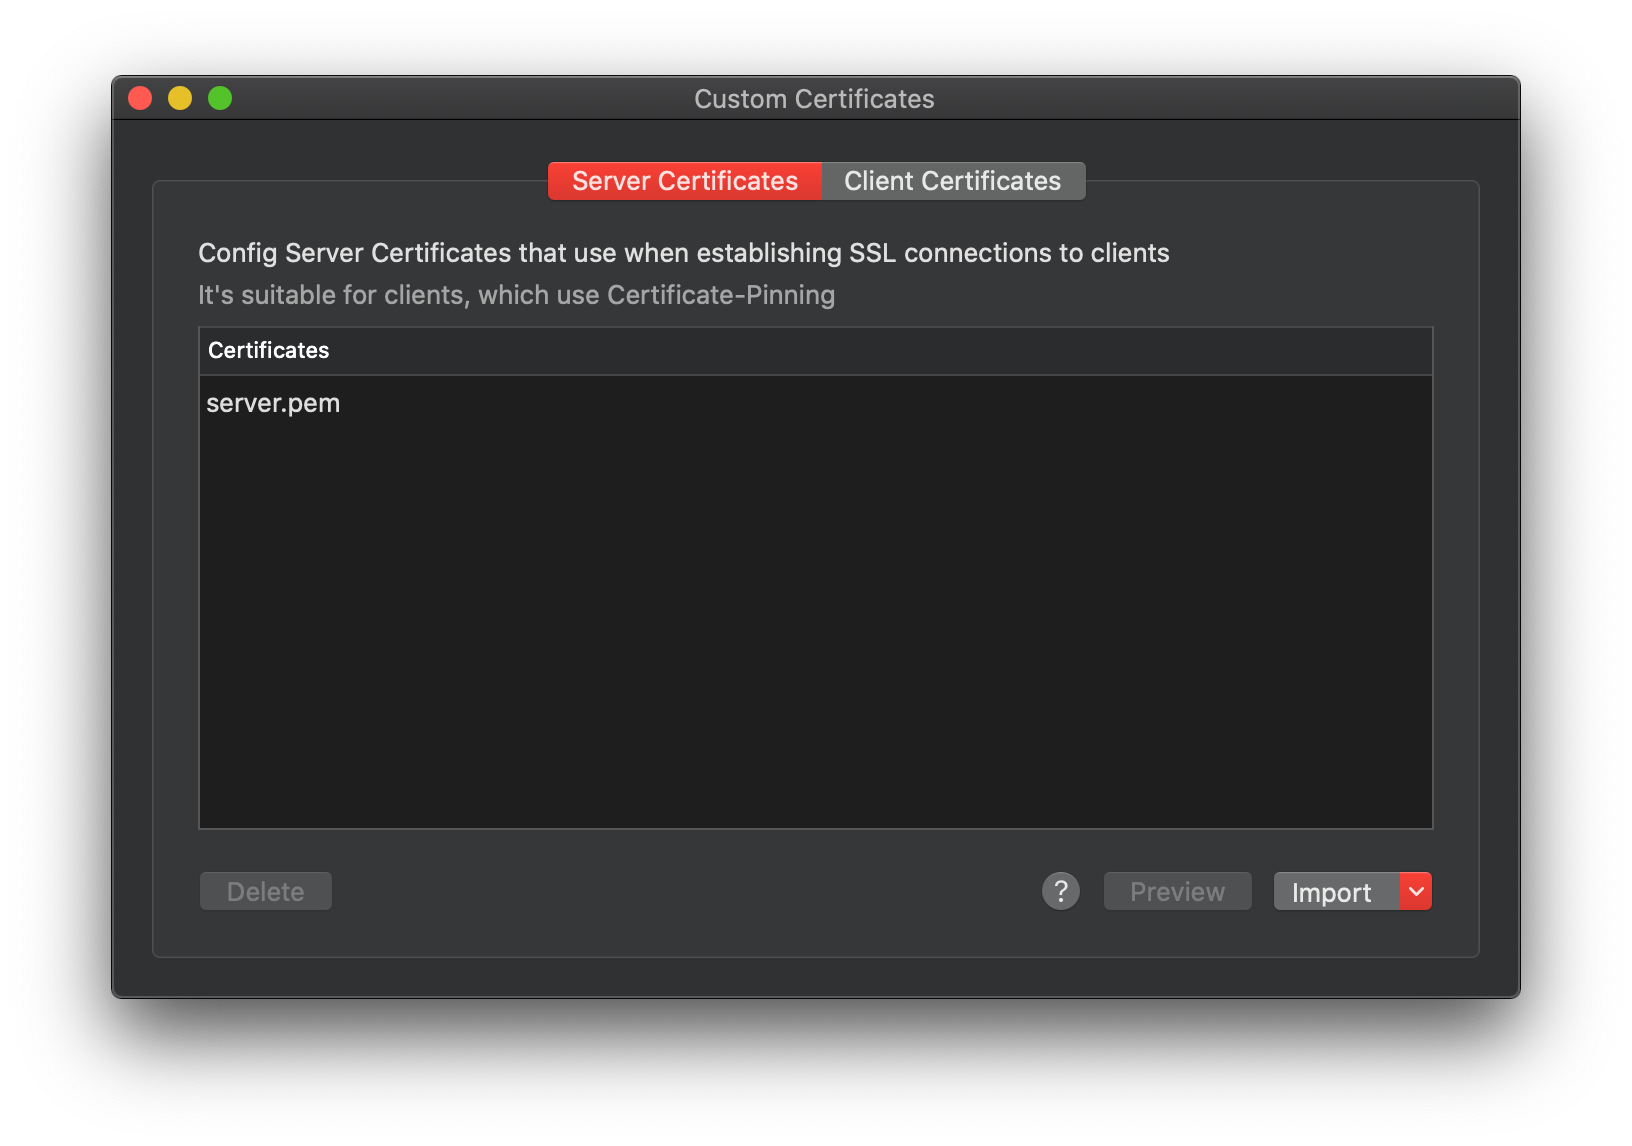 Custom Certificates
Server Certificates Client Certificates
Config Server Certificates that use when establishing SSL connections to clients
It's suitable for clients, which use Certificate-Pinning
Certificates
server.pem
Delete ? Preview Import